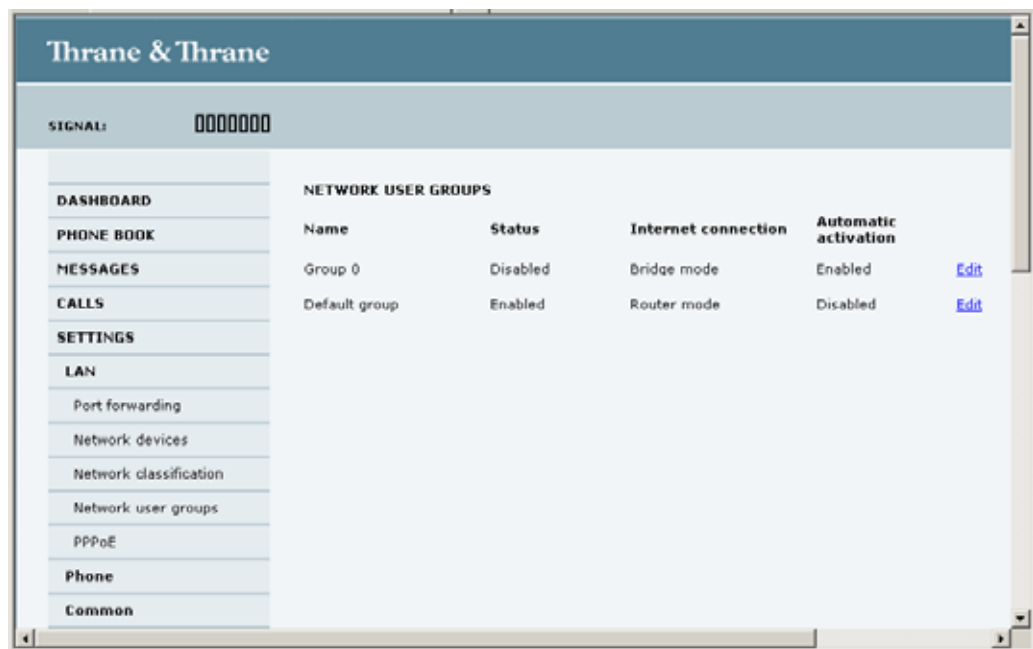 Thrane & Thrane
SIGNAL:
DASHBOARD
PHONE BOOK
MESSAGES
CALLS
SETTINGS
LAN
Port forwarding
Network devices
Network classification
Network user groups
PPPoE
Phone
Common
NETWORK USER GROUPS
Name Status Internet connection Automatic activation
Group 0 Disabled Bridge mode Enabled Edit
Default group Enabled Router mode Disabled Edit